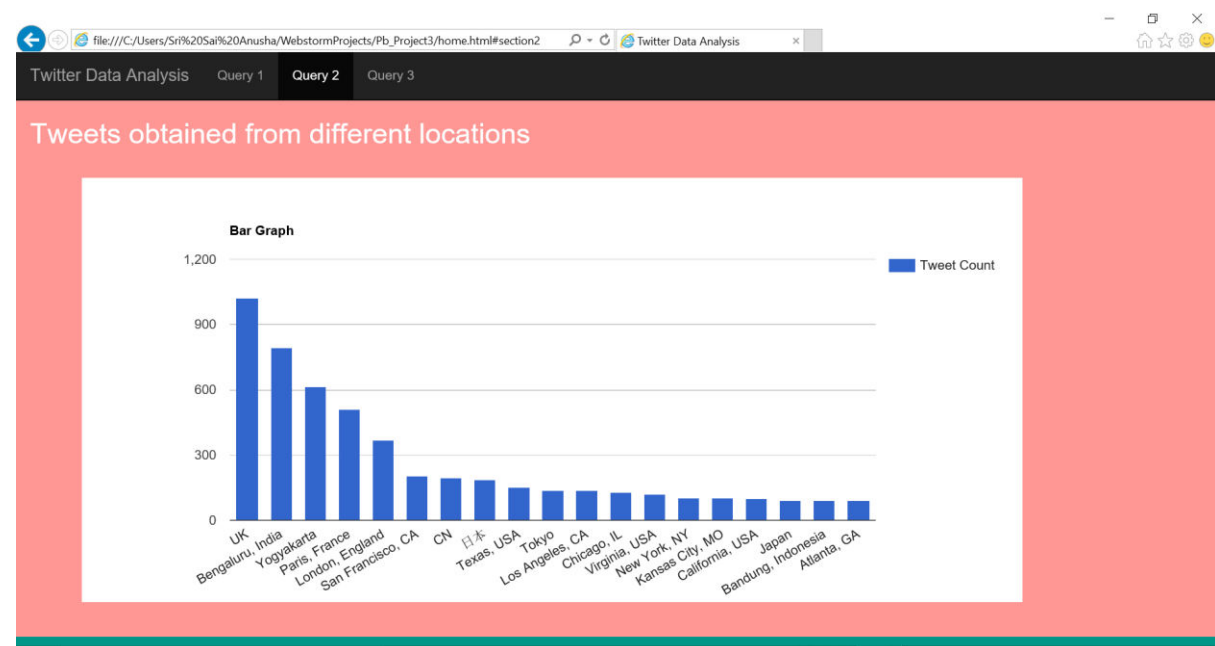 file:///C:/Users/Sri%20Sai%20Anusha/WebstormProjects/Pb_Project3/home.html#section2 Twitter Data Analysis
Twitter Data Analysis Query 1 Query 2 Query 3
Tweets obtained from different locations
Bar Graph
Tweet Count
1,200
900
600
300
0
UK
Bengaluru, India
Yogyakarta
Paris, France
London, England
San Francisco, CA
CN
日本
Texas, USA
Tokyo
Los Angeles, CA
Chicago, IL
Virginia, USA
New York, NY
Kansas City, MO
California, USA
Japan
Bandung, Indonesia
Atlanta, GA